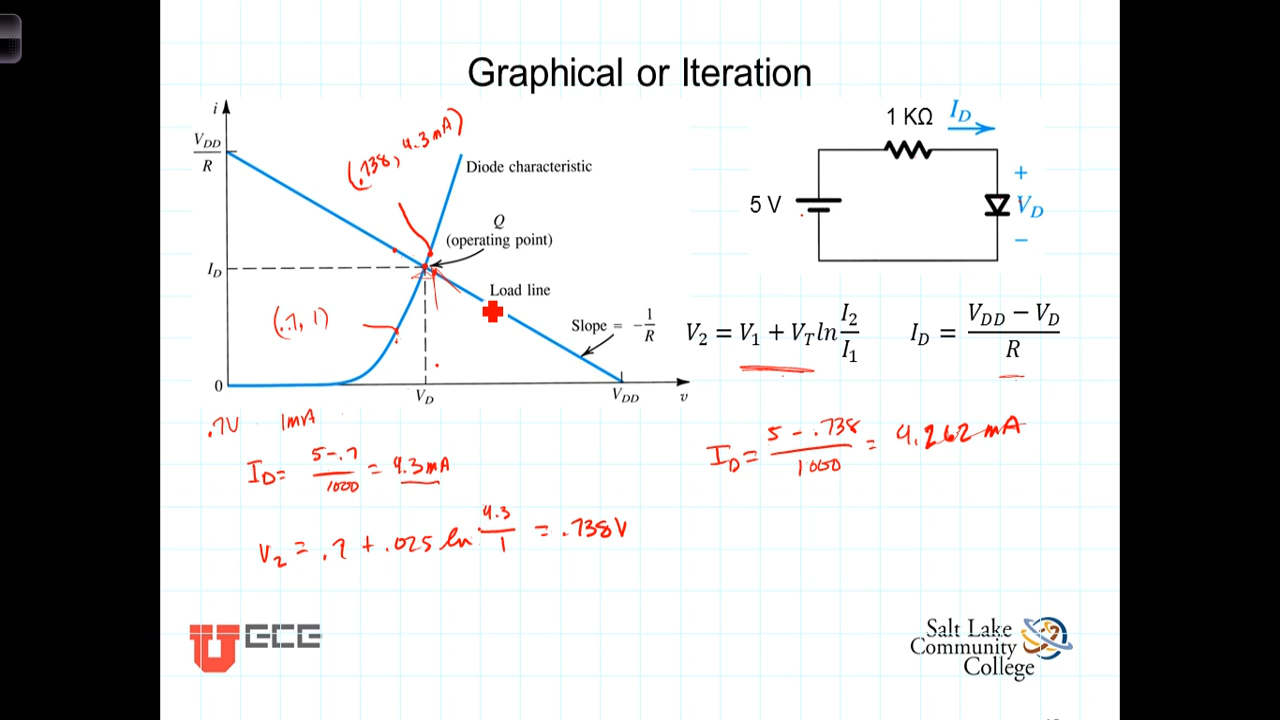 Graphical or Iteration
i
V_DD
R
(.738, 4.3mA)
Diode characteristic
Q
(operating point)
I_D
Load line
(.7, 1)
Slope = −1/R
0
V_D
V_DD
v
1 KΩ
I_D
5 V
+
V_D
−
V₂ = V₁ + V_T ln I₂/I₁
I_D = (V_DD − V_D)/R
.7V 1mA
I_D = 5-.7/1000 = 4.3mA
V₂ = .7 + .025 ln 4.3/1 = .738V
I_D = 5 - .738/1000 = 4.262mA
U ECE
Salt Lake
Community
College